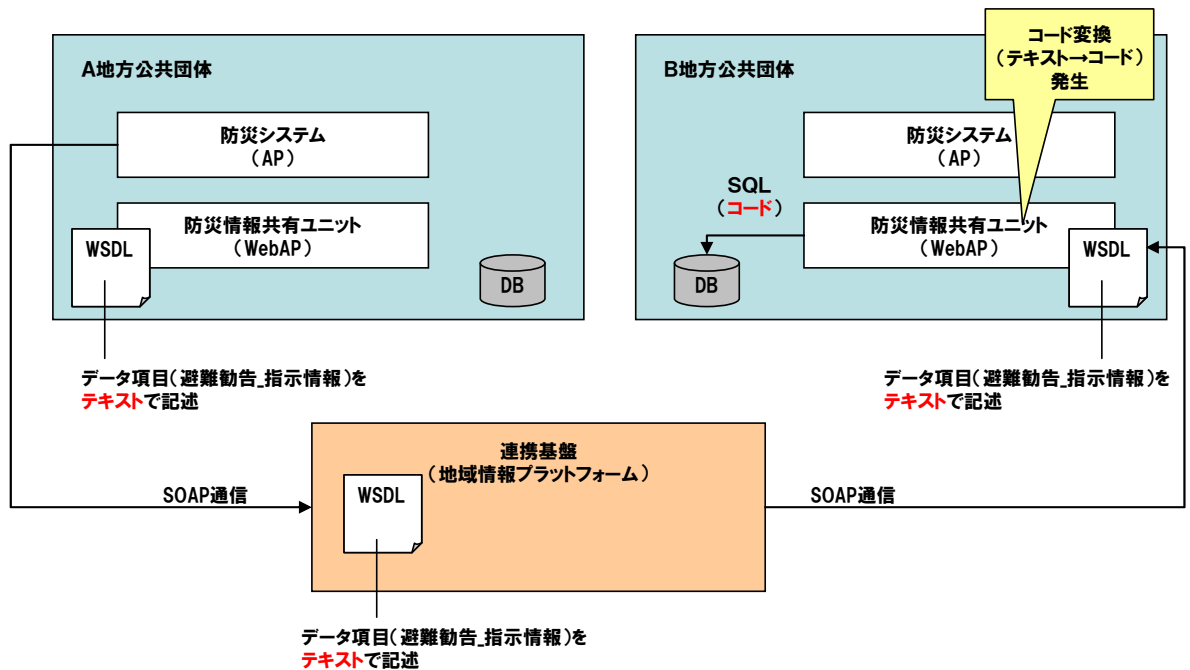 A地方公共団体
防災システム
(AP)
防災情報共有ユニット
(WebAP)
WSDL
DB
データ項目(避難勧告_指示情報)を
テキストで記述
B地方公共団体
コード変換
(テキスト→コード)
発生
防災システム
(AP)
SQL
(コード)
防災情報共有ユニット
(WebAP)
WSDL
DB
データ項目(避難勧告_指示情報)を
テキストで記述
連携基盤
(地域情報プラットフォーム)
WSDL
SOAP通信
SOAP通信
データ項目(避難勧告_指示情報)を
テキストで記述